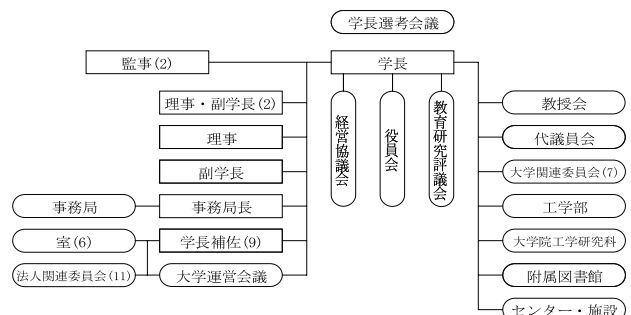 学長選考会議
監事(2)
学長
理事・副学長(2)
理事
副学長
事務局
事務局長
室(6)
学長補佐(9)
法人関連委員会(11)
大学運営会議
経営協議会
役員会
教育研究評議会
教授会
代議員会
大学関連委員会(7)
工学部
大学院工学研究科
附属図書館
センター・施設